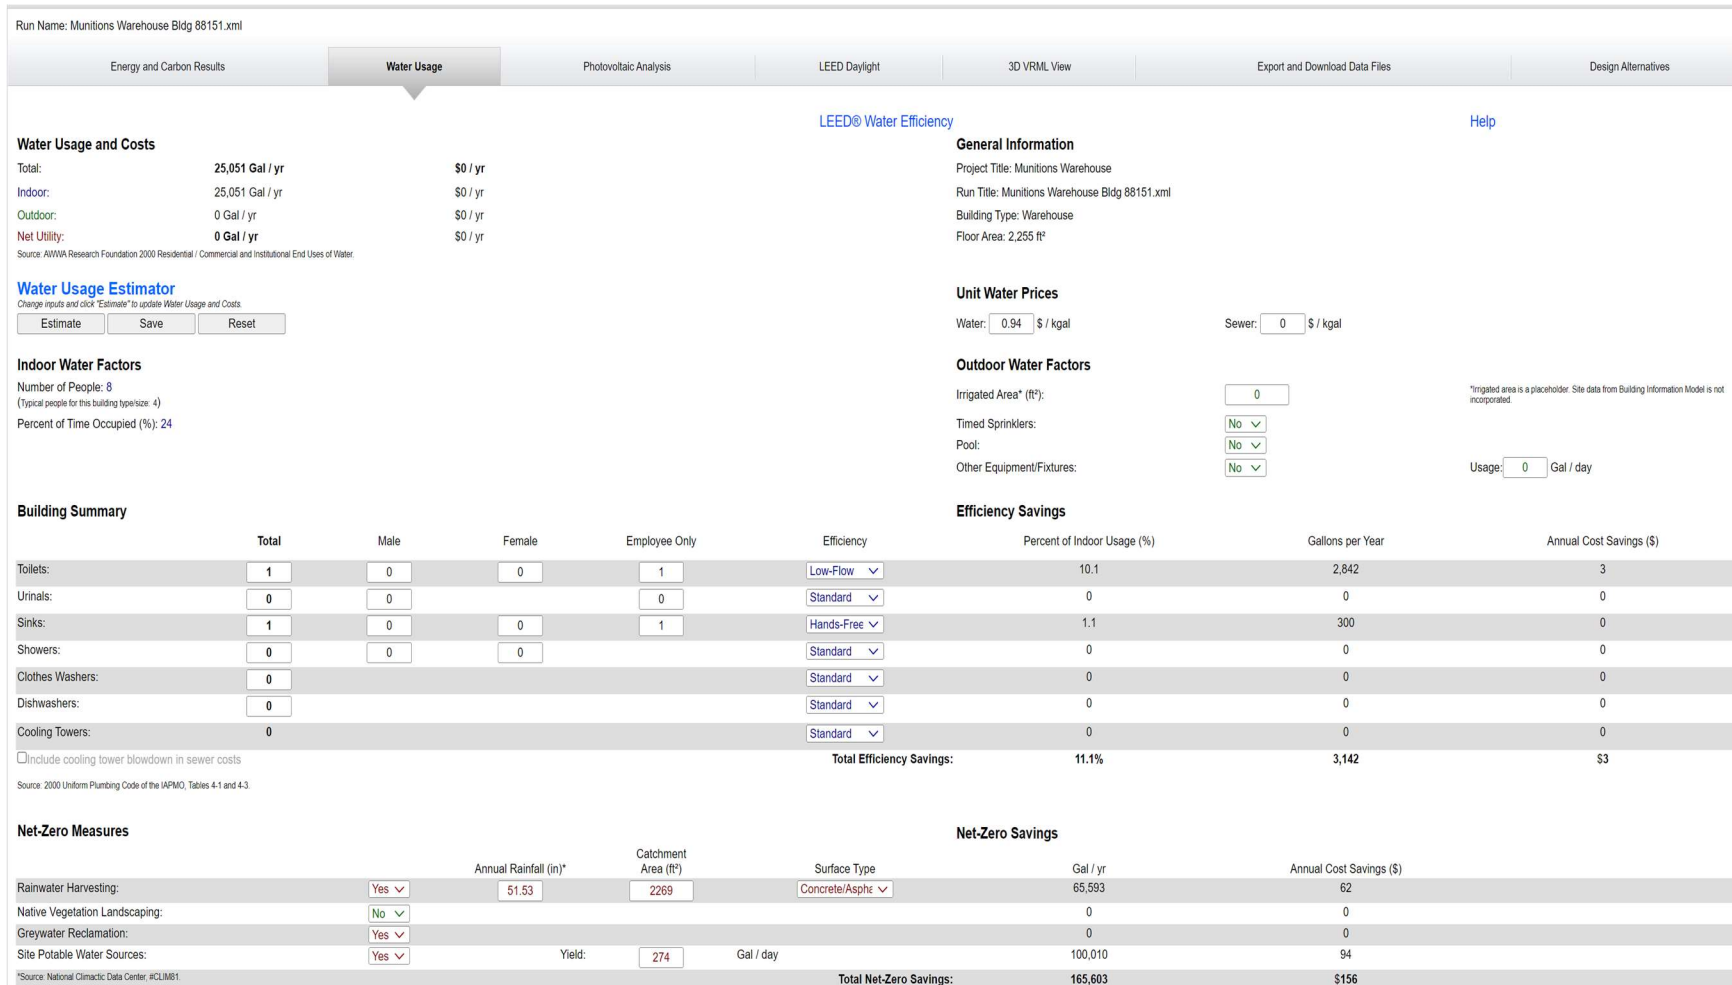 Run Name: Munitions Warehouse Bldg 88151.xml
Energy and Carbon Results Water Usage Photovoltaic Analysis LEED Daylight 3D VRML View Export and Download Data Files Design Alternatives
LEED® Water Efficiency Help
Water Usage and Costs General Information
Total: 25,051 Gal / yr $0 / yr Project Title: Munitions Warehouse
Indoor: 25,051 Gal / yr $0 / yr Run Title: Munitions Warehouse Bldg 88151.xml
Outdoor: 0 Gal / yr $0 / yr Building Type: Warehouse
Net Utility: 0 Gal / yr $0 / yr Floor Area: 2,255 ft²
Source: AWWA Research Foundation 2000 Residential / Commercial and Institutional End Uses of Water.
Water Usage Estimator Unit Water Prices
Change inputs and click "Estimate" to update Water Usage and Costs.
Estimate Save Reset Water: 0.94 $ / kgal Sewer: 0 $ / kgal
Indoor Water Factors Outdoor Water Factors
Number of People: 8 Irrigated Area* (ft²): 0 *Irrigated area is a placeholder. Site data from Building Information Model is not
(Typical people for this building type/size: 4) incorporated.
Percent of Time Occupied (%): 24 Timed Sprinklers: No
Pool: No
Other Equipment/Fixtures: No Usage: 0 Gal / day
Building Summary Efficiency Savings
Total Male Female Employee Only Efficiency Percent of Indoor Usage (%) Gallons per Year Annual Cost Savings ($)
Toilets: 1 0 0 1 Low-Flow 10.1 2,842 3
Urinals: 0 0 0 Standard 0 0 0
Sinks: 1 0 0 1 Hands-Free 1.1 300 0
Showers: 0 0 0 Standard 0 0 0
Clothes Washers: 0 Standard 0 0 0
Dishwashers: 0 Standard 0 0 0
Cooling Towers: 0 Standard 0 0 0
Include cooling tower blowdown in sewer costs Total Efficiency Savings: 11.1% 3,142 $3
Source: 2000 Uniform Plumbing Code of the IAPMO, Tables 4-1 and 4-3.
Net-Zero Measures Net-Zero Savings
Annual Rainfall (in)* Catchment Area (ft²) Surface Type Gal / yr Annual Cost Savings ($)
Rainwater Harvesting: Yes 51.53 2269 Concrete/Aspha 65,593 62
Native Vegetation Landscaping: No 0 0
Greywater Reclamation: Yes 0 0
Site Potable Water Sources: Yes Yield: 274 Gal / day 100,010 94
*Source: National Climactic Data Center, #CLIM81. Total Net-Zero Savings: 165,603 $156